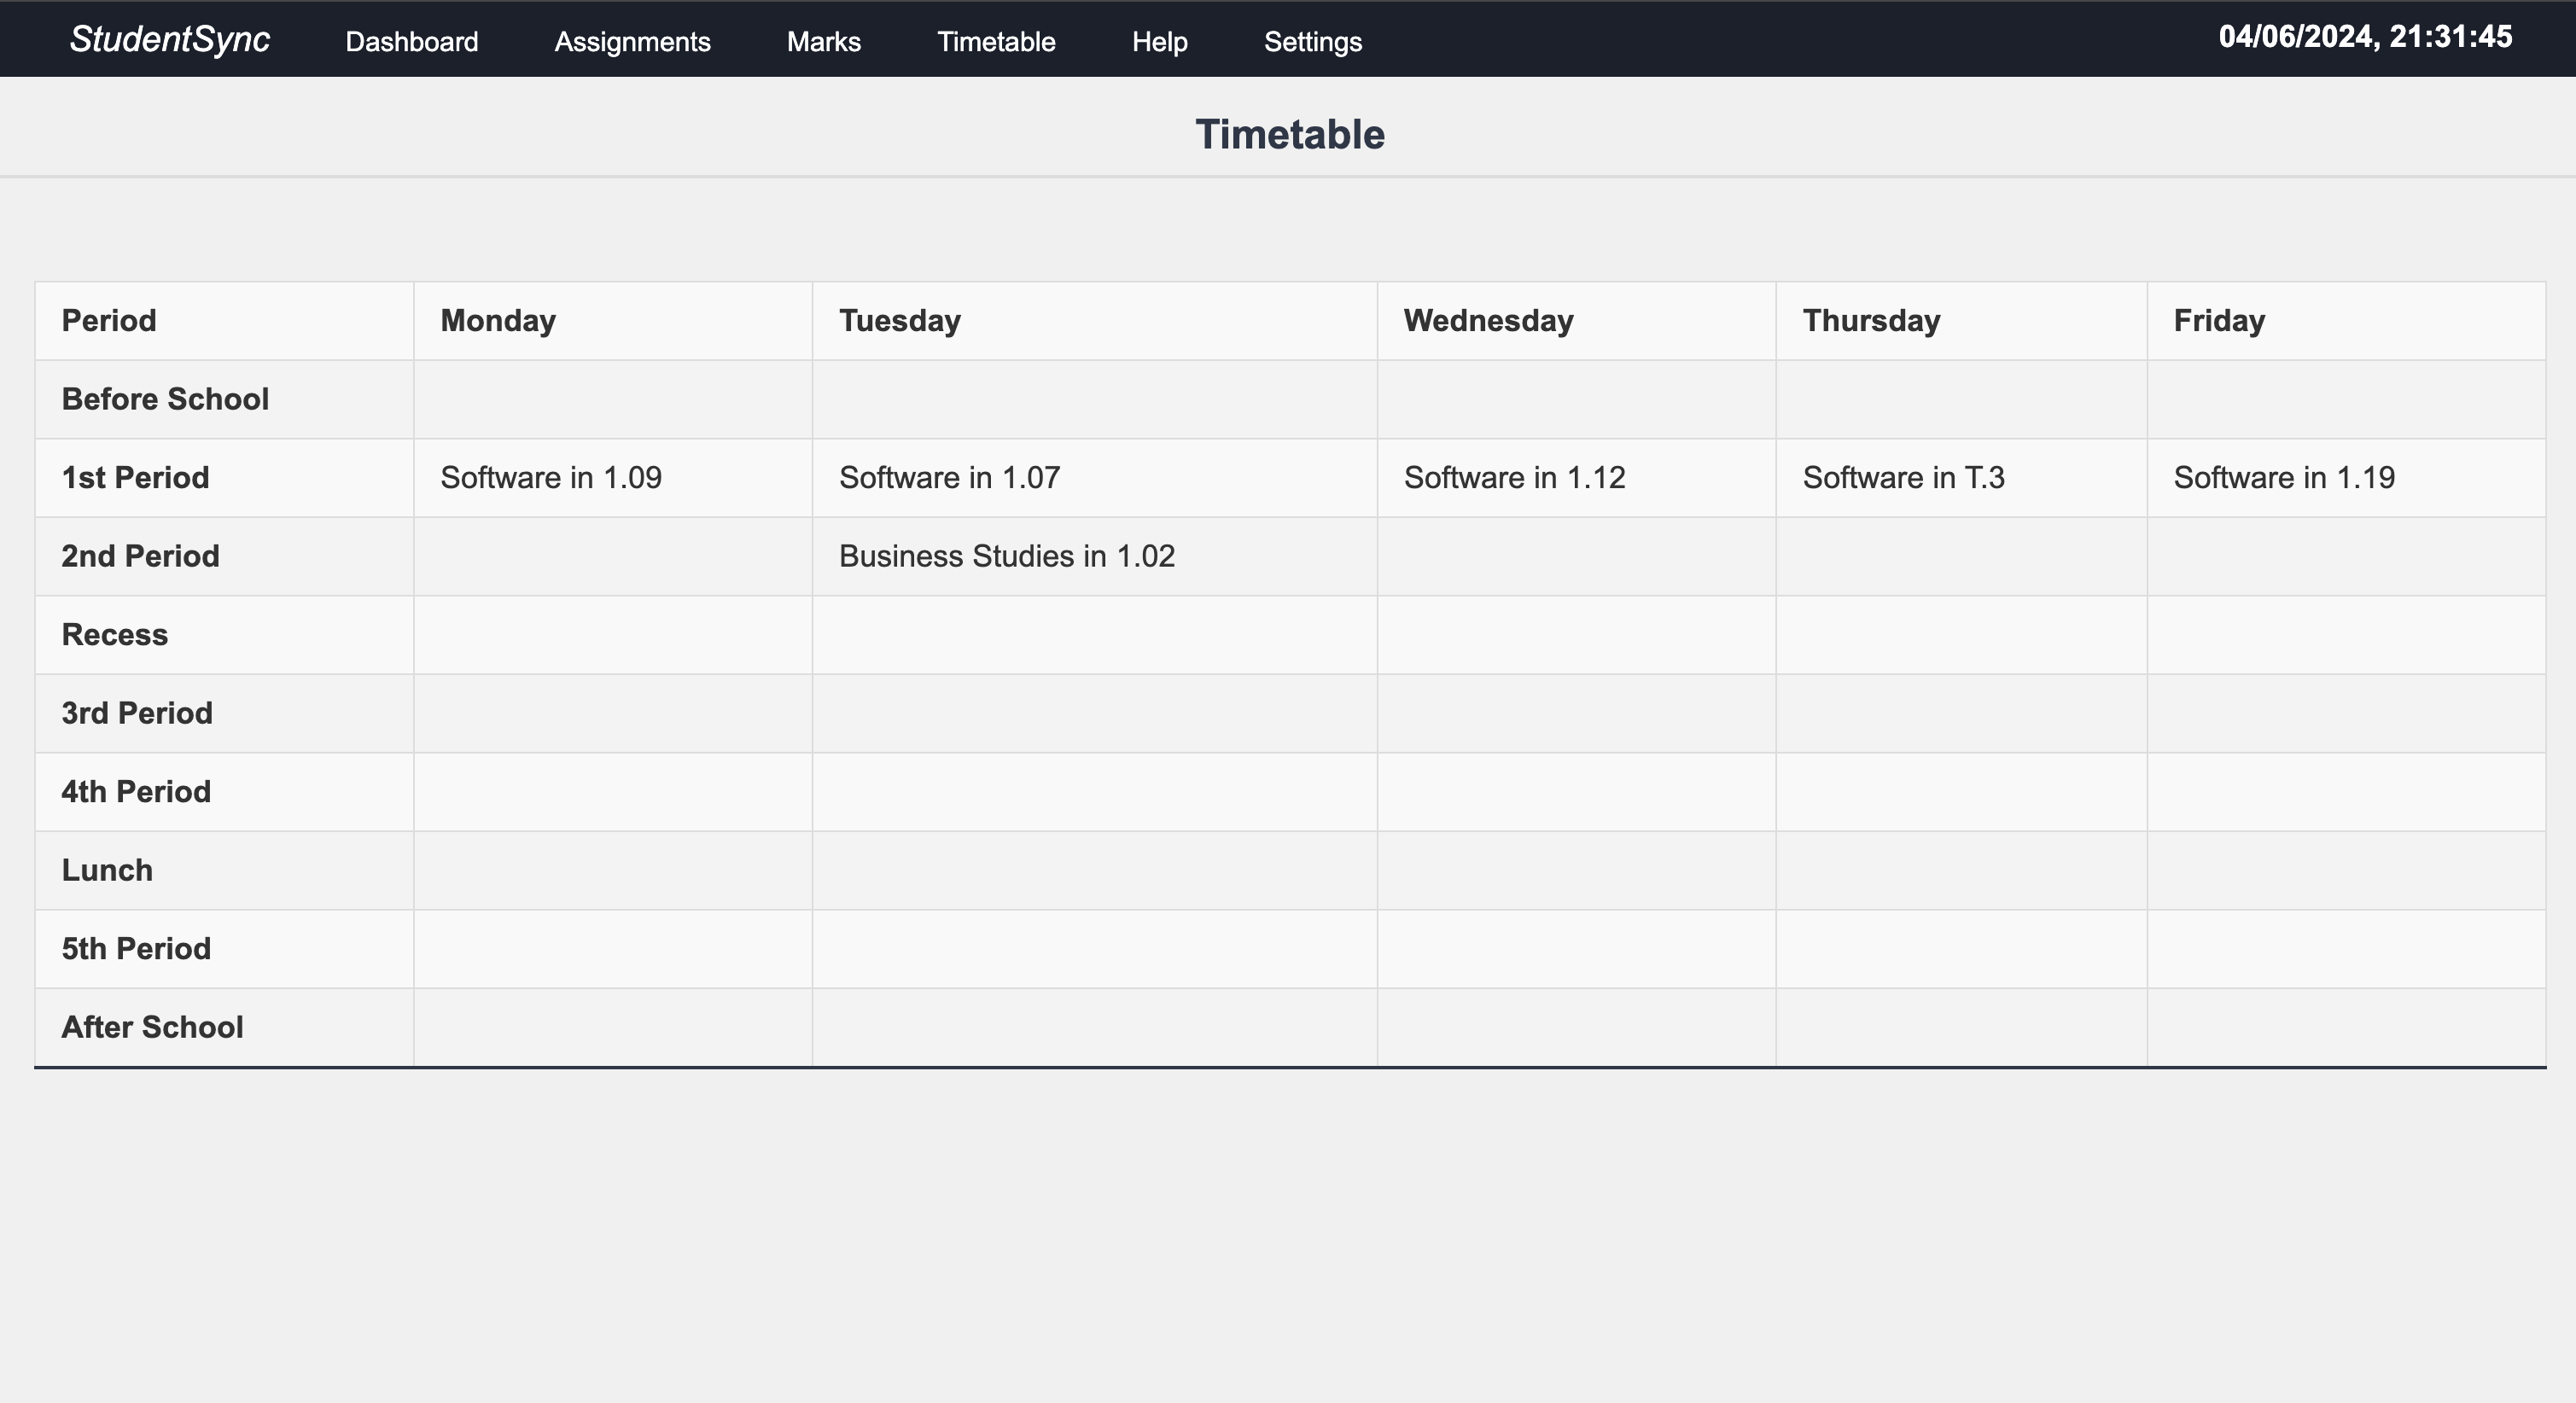 StudentSync Dashboard Assignments Marks Timetable Help Settings 04/06/2024, 21:31:45
Timetable
Period Monday Tuesday Wednesday Thursday Friday
Before School
1st Period Software in 1.09 Software in 1.07 Software in 1.12 Software in T.3 Software in 1.19
2nd Period Business Studies in 1.02
Recess
3rd Period
4th Period
Lunch
5th Period
After School